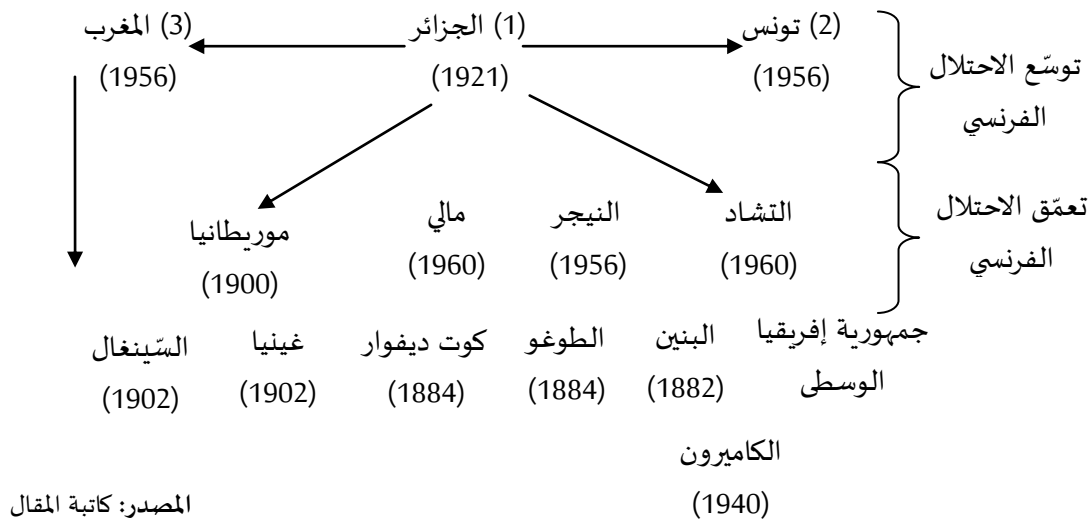 (2) تونس (1) الجزائر (3) المغرب
(1956) (1921) (1956)
توسّع الاحتلال
الفرنسي
التشاد النيجر مالي موريطانيا
(1960) (1956) (1960) (1900)
تعمّق الاحتلال
الفرنسي
جمهورية إفريقيا
الوسطى
البنين الطوغو كوت ديفوار غينيا السّينغال
(1882) (1884) (1884) (1902) (1902)
الكاميرون
(1940)
المصدر: كاتبة المقال